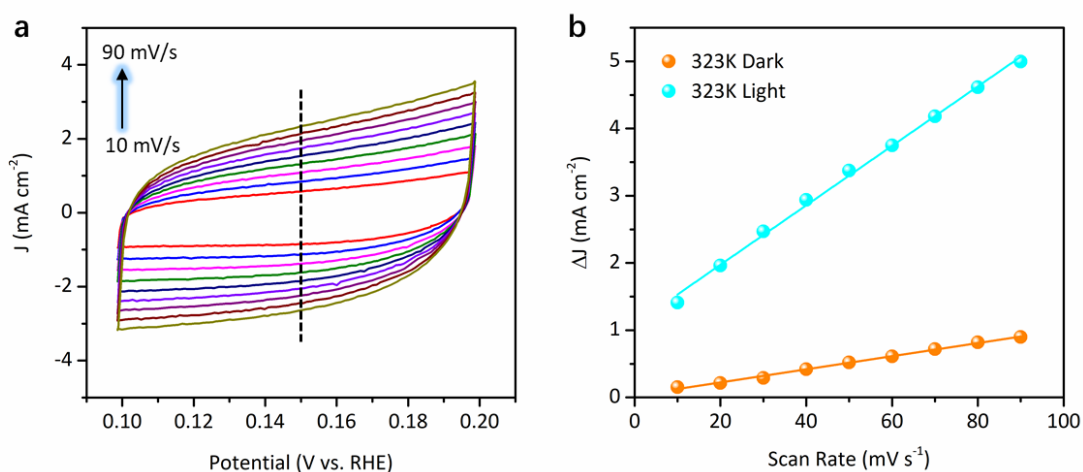 a
90 mV/s
10 mV/s
4
2
0
-2
-4
J (mA cm⁻²)
0.10 0.12 0.14 0.16 0.18 0.20
Potential (V vs. RHE)
b
323K Dark
323K Light
5
4
3
2
1
0
ΔJ (mA cm⁻²)
0 20 40 60 80 100
Scan Rate (mV s⁻¹)